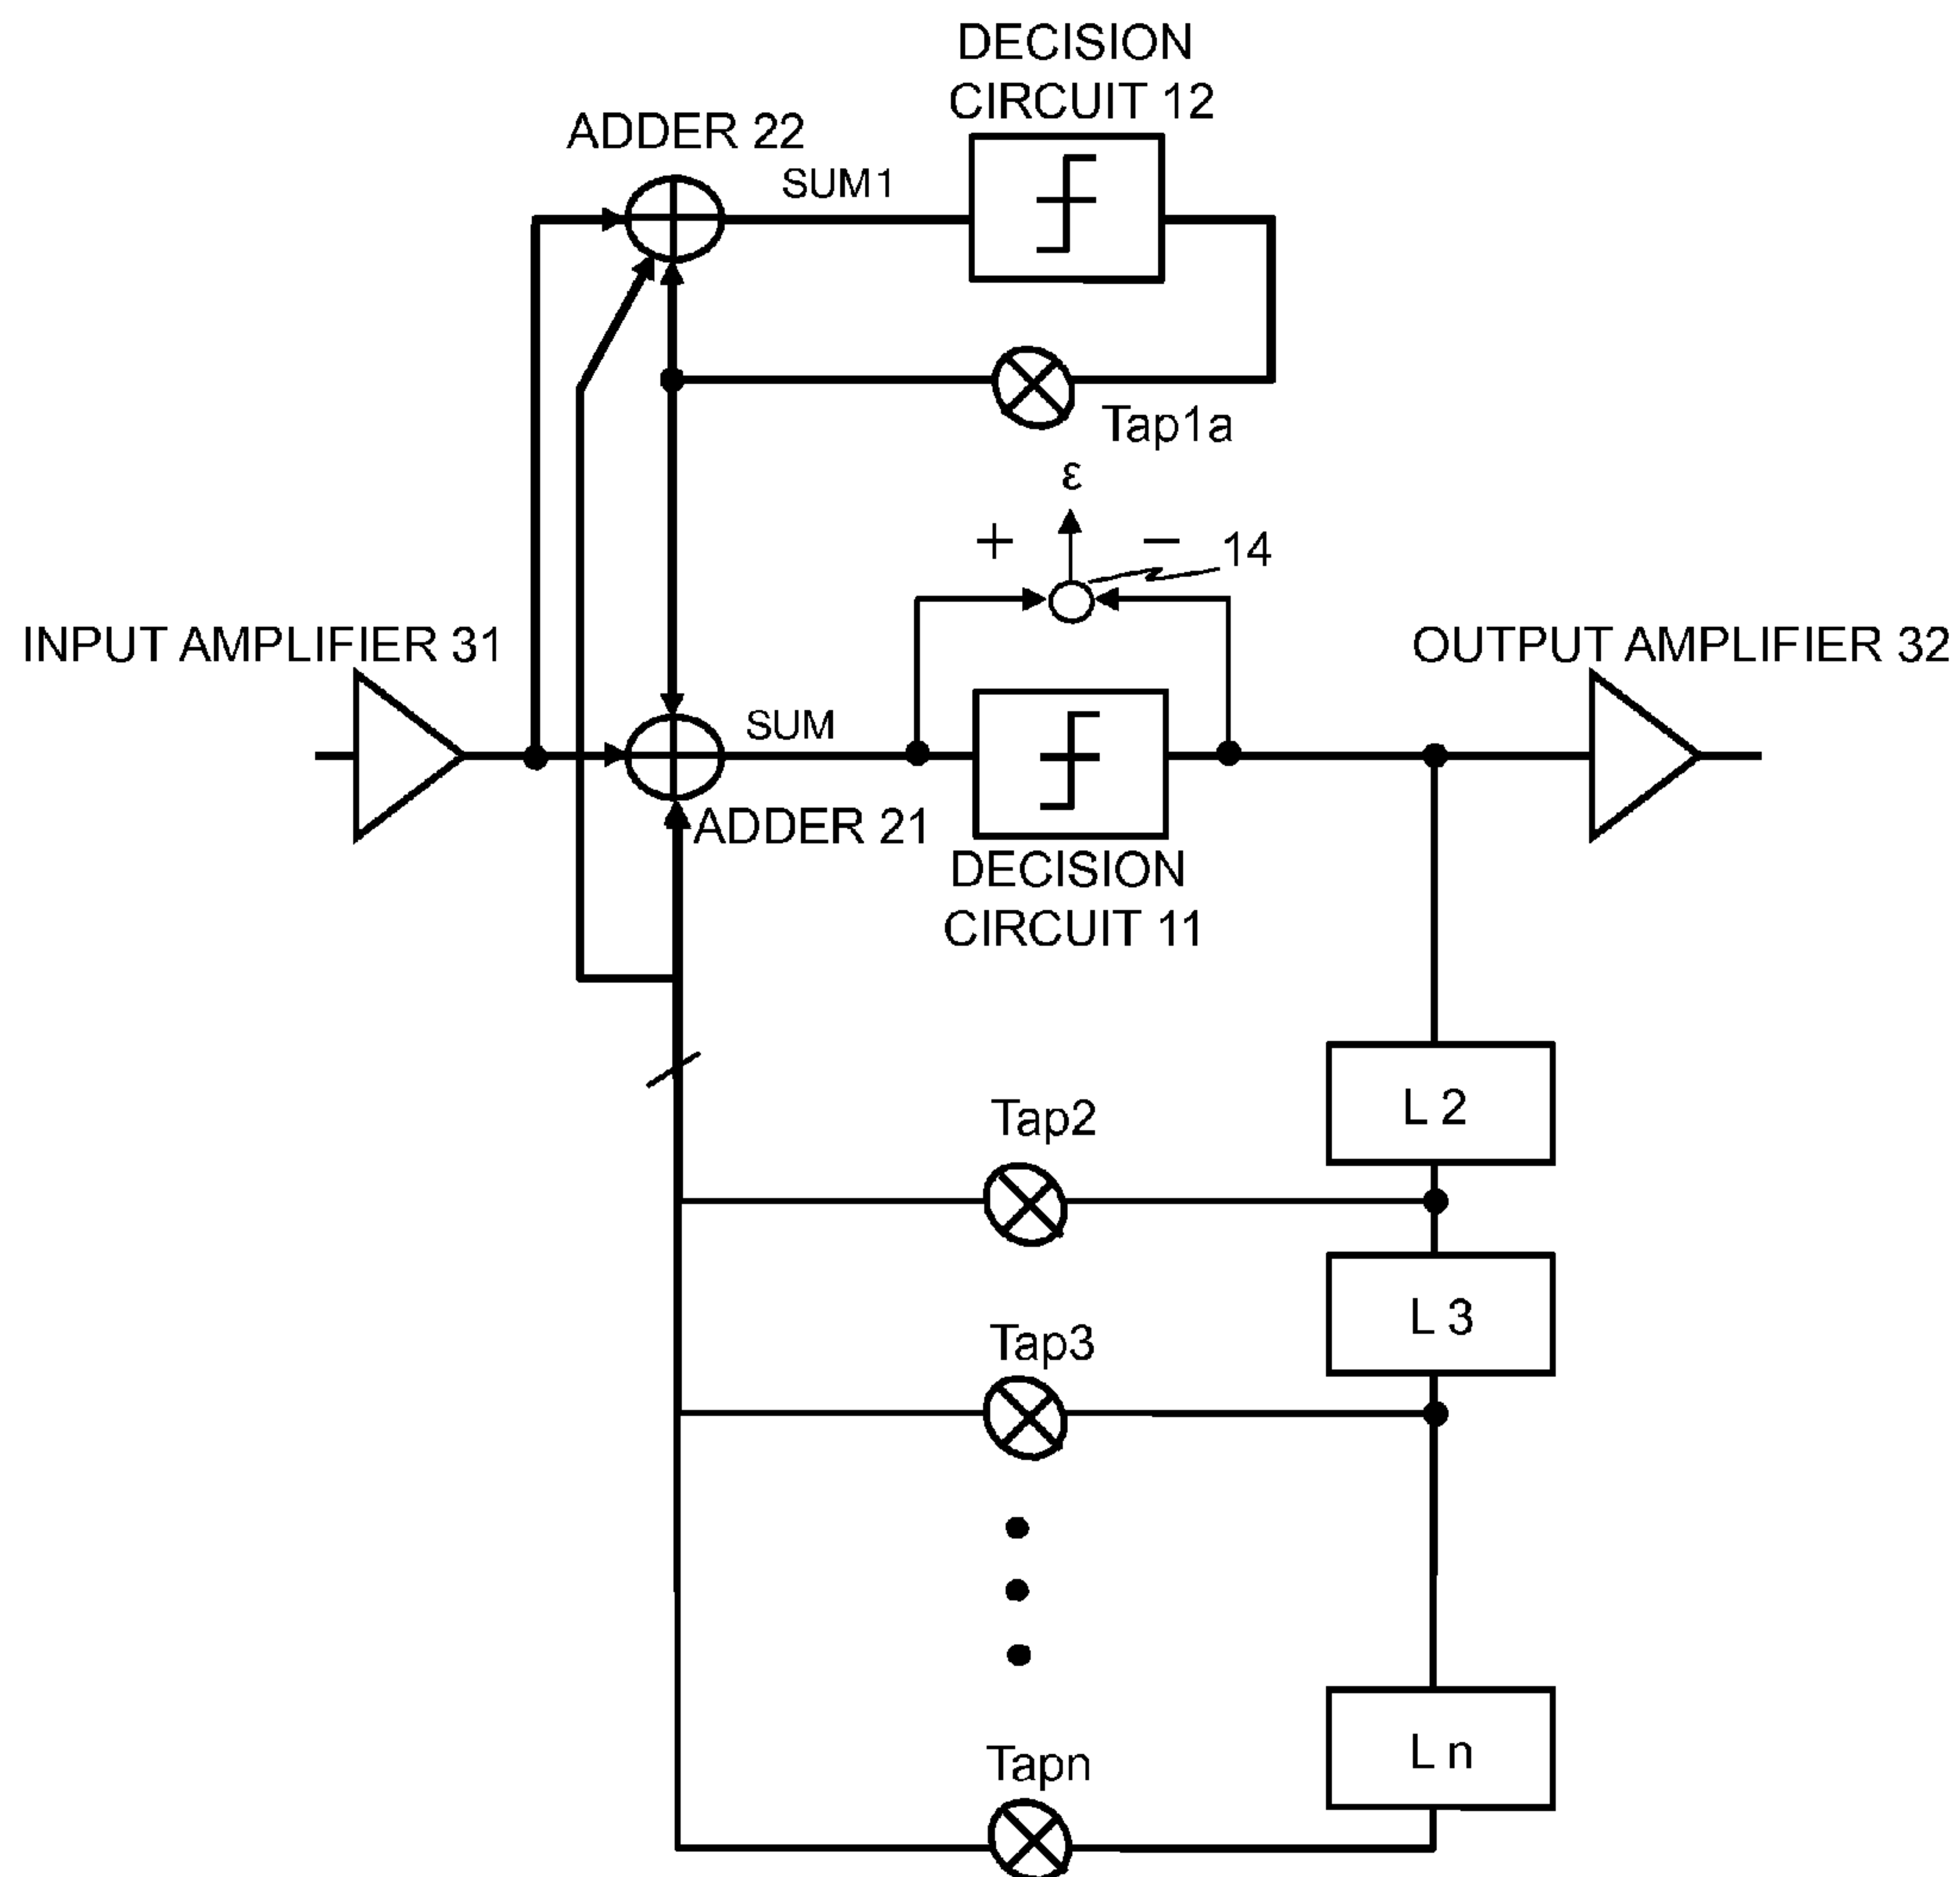 DECISION
CIRCUIT 12
ADDER 22
SUM1
Tap1a
ε
+
−
14
INPUT AMPLIFIER 31
OUTPUT AMPLIFIER 32
SUM
ADDER 21
DECISION
CIRCUIT 11
L 2
Tap2
L 3
Tap3
L n
Tapn